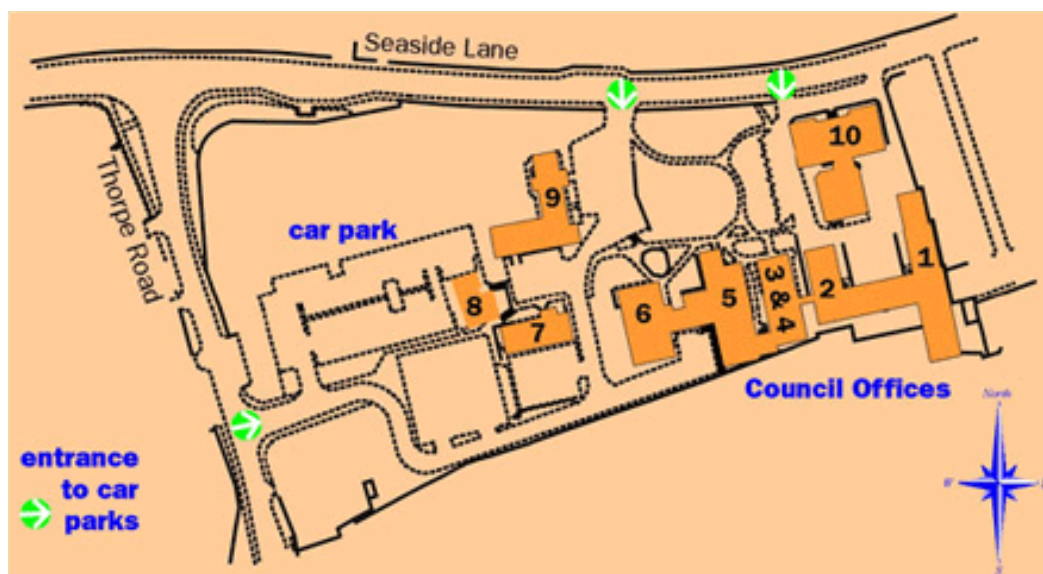 Seaside Lane
Thorpe Road
car park
10
9
8
7
6
5
3 & 4
2
1
Council Offices
entrance
to car
parks
North
W
S